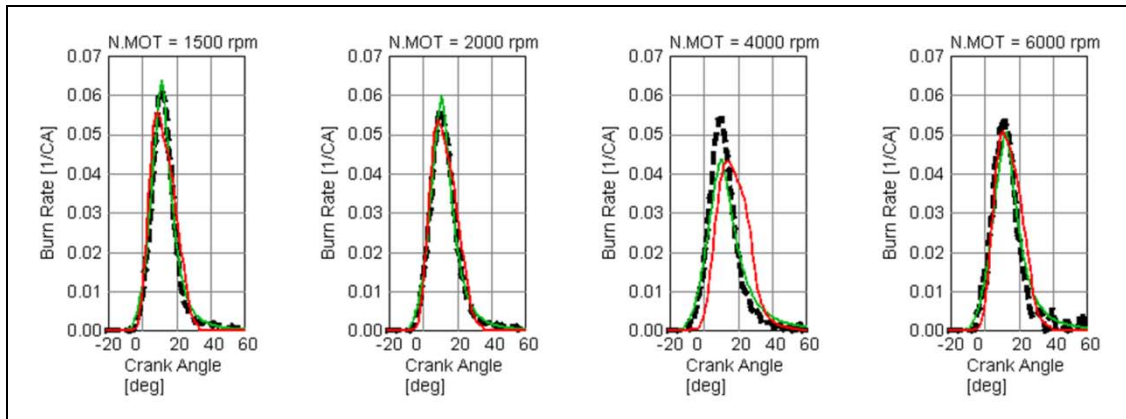 N.MOT = 1500 rpm
0.07
0.06
0.05
0.04
0.03
0.02
0.01
0.00
Burn Rate [1/CA]
-20 0 20 40 60
Crank Angle
[deg]
N.MOT = 2000 rpm
0.07
0.06
0.05
0.04
0.03
0.02
0.01
0.00
Burn Rate [1/CA]
-20 0 20 40 60
Crank Angle
[deg]
N.MOT = 4000 rpm
0.07
0.06
0.05
0.04
0.03
0.02
0.01
0.00
Burn Rate [1/CA]
-20 0 20 40 60
Crank Angle
[deg]
N.MOT = 6000 rpm
0.07
0.06
0.05
0.04
0.03
0.02
0.01
0.00
Burn Rate [1/CA]
-20 0 20 40 60
Crank Angle
[deg]